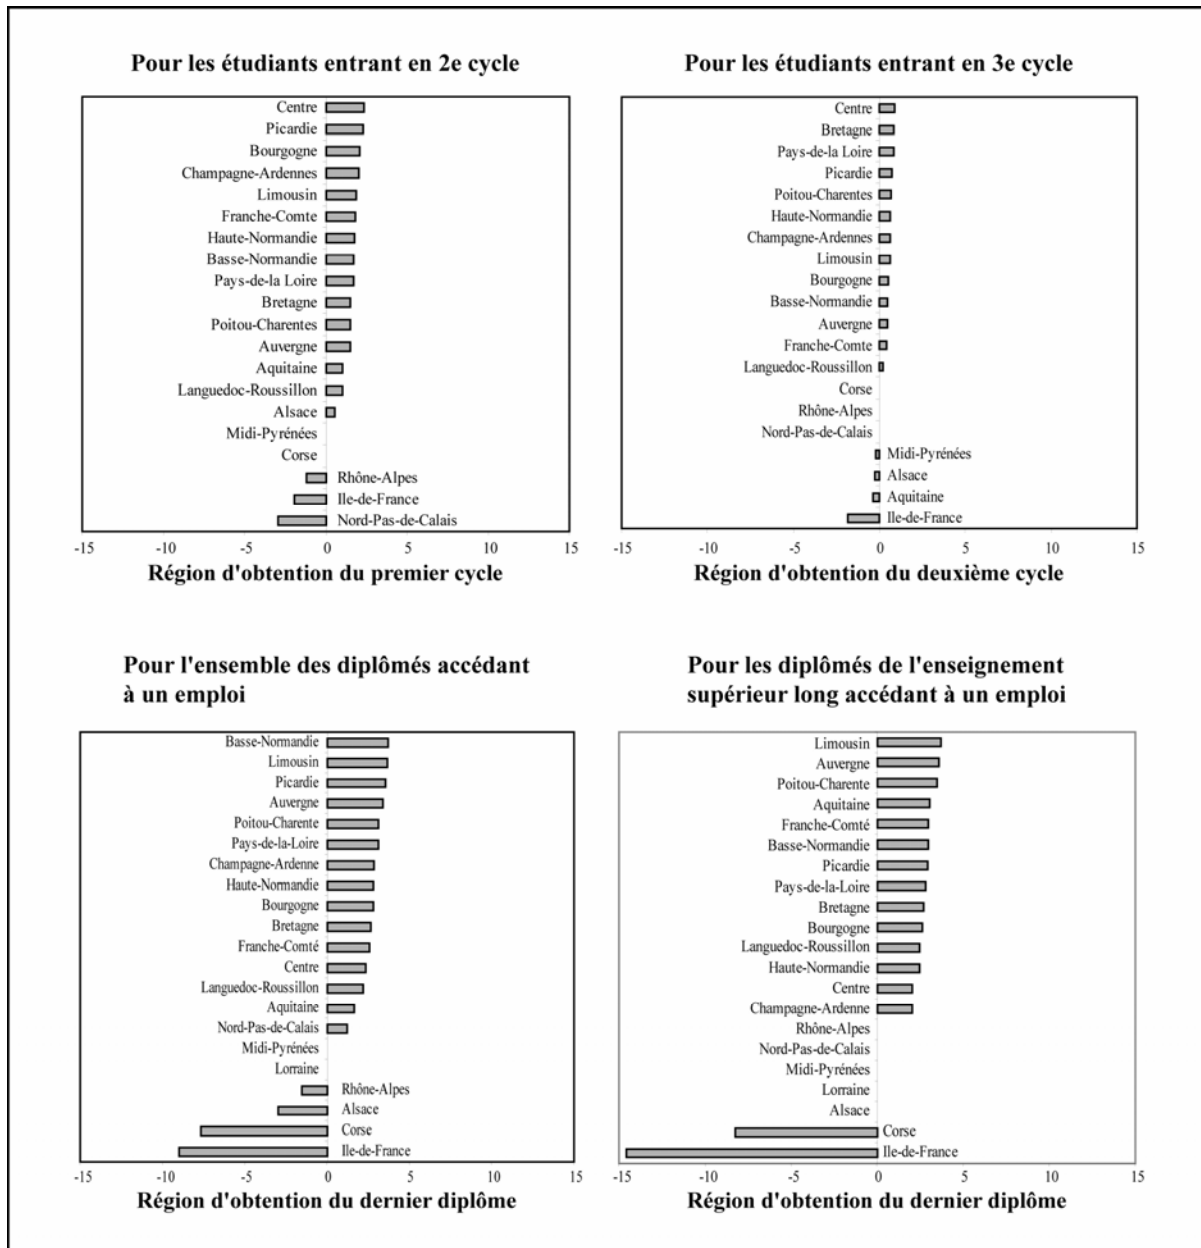 Pour les étudiants entrant en 2e cycle
Centre
Picardie
Bourgogne
Champagne-Ardennes
Limousin
Franche-Comte
Haute-Normandie
Basse-Normandie
Pays-de-la Loire
Bretagne
Poitou-Charentes
Auvergne
Aquitaine
Languedoc-Roussillon
Alsace
Midi-Pyrénées
Corse
Rhône-Alpes
Ile-de-France
Nord-Pas-de-Calais
-15 -10 -5 0 5 10 15
Région d'obtention du premier cycle
Pour les étudiants entrant en 3e cycle
Centre
Bretagne
Pays-de-la Loire
Picardie
Poitou-Charentes
Haute-Normandie
Champagne-Ardennes
Limousin
Bourgogne
Basse-Normandie
Auvergne
Franche-Comte
Languedoc-Roussillon
Corse
Rhône-Alpes
Nord-Pas-de-Calais
Midi-Pyrénées
Alsace
Aquitaine
Ile-de-France
-15 -10 -5 0 5 10 15
Région d'obtention du deuxième cycle
Pour l'ensemble des diplômés accédant
à un emploi
Basse-Normandie
Limousin
Picardie
Auvergne
Poitou-Charente
Pays-de-la-Loire
Champagne-Ardenne
Haute-Normandie
Bourgogne
Bretagne
Franche-Comté
Centre
Languedoc-Roussillon
Aquitaine
Nord-Pas-de-Calais
Midi-Pyrénées
Lorraine
Rhône-Alpes
Alsace
Corse
Ile-de-France
-15 -10 -5 0 5 10 15
Région d'obtention du dernier diplôme
Pour les diplômés de l'enseignement
supérieur long accédant à un emploi
Limousin
Auvergne
Poitou-Charente
Aquitaine
Franche-Comté
Basse-Normandie
Picardie
Pays-de-la-Loire
Bretagne
Bourgogne
Languedoc-Roussillon
Haute-Normandie
Centre
Champagne-Ardenne
Rhône-Alpes
Nord-Pas-de-Calais
Midi-Pyrénées
Lorraine
Alsace
Corse
Ile-de-France
-15 -10 -5 0 5 10 15
Région d'obtention du dernier diplôme